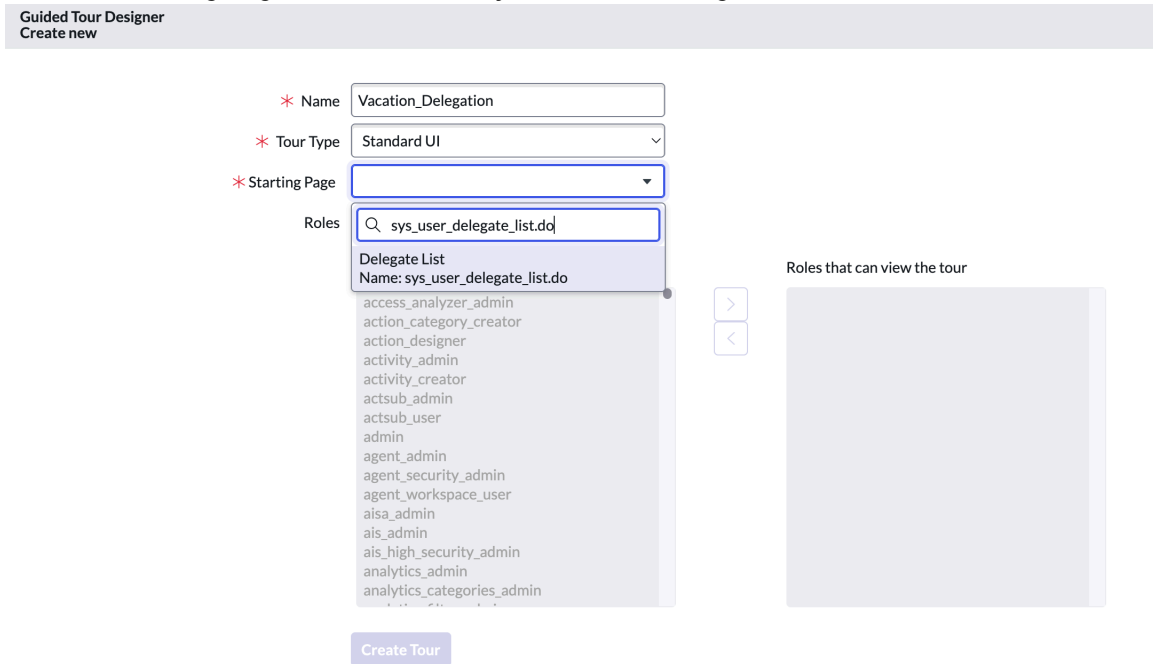 Guided Tour Designer
Create new
Name
Vacation_Delegation
Tour Type
Standard UI
Starting Page
Roles
sys_user_delegate_list.do
Delegate List
Name: sys_user_delegate_list.do
Roles that can view the tour
access_analyzer_admin
action_category_creator
action_designer
activity_admin
activity_creator
actsub_admin
actsub_user
admin
agent_admin
agent_security_admin
agent_workspace_user
aisa_admin
ais_admin
ais_high_security_admin
analytics_admin
analytics_categories_admin
Create Tour